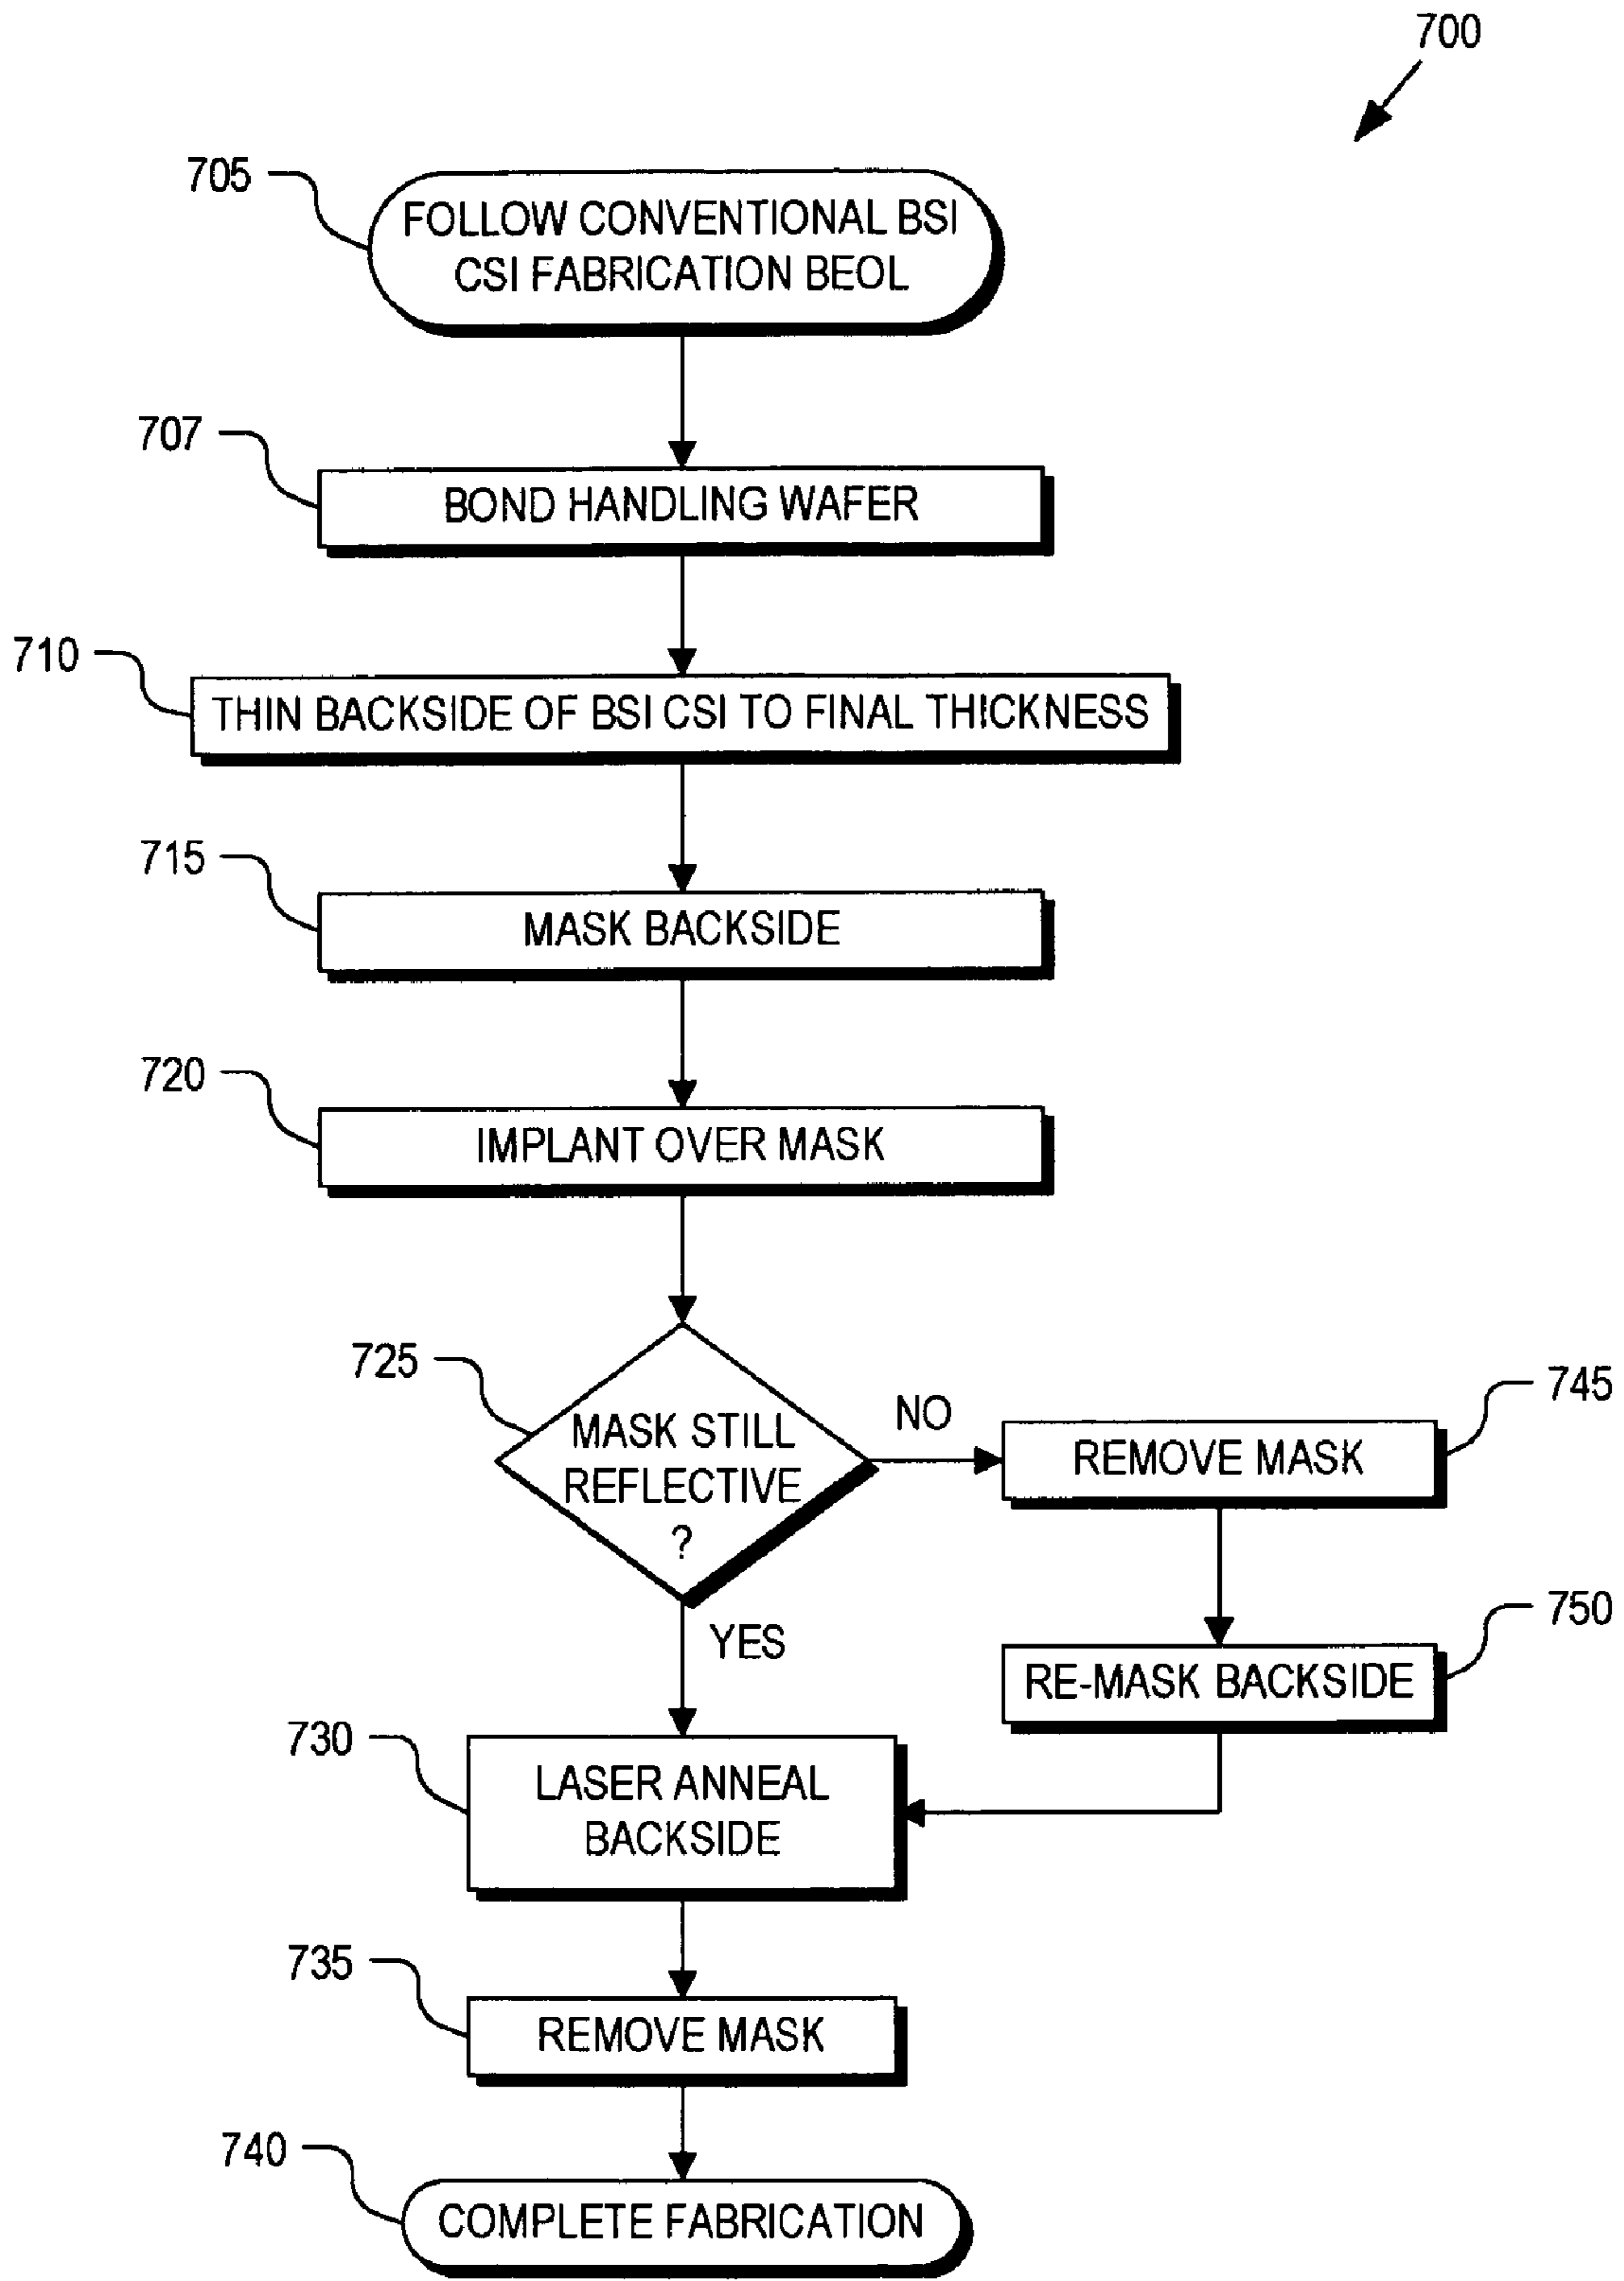 700
705
FOLLOW CONVENTIONAL BSI
CSI FABRICATION BEOL
707
BOND HANDLING WAFER
710
THIN BACKSIDE OF BSI CSI TO FINAL THICKNESS
715
MASK BACKSIDE
720
IMPLANT OVER MASK
725
MASK STILL
REFLECTIVE
?
NO
745
REMOVE MASK
YES
750
RE-MASK BACKSIDE
730
LASER ANNEAL
BACKSIDE
735
REMOVE MASK
740
COMPLETE FABRICATION